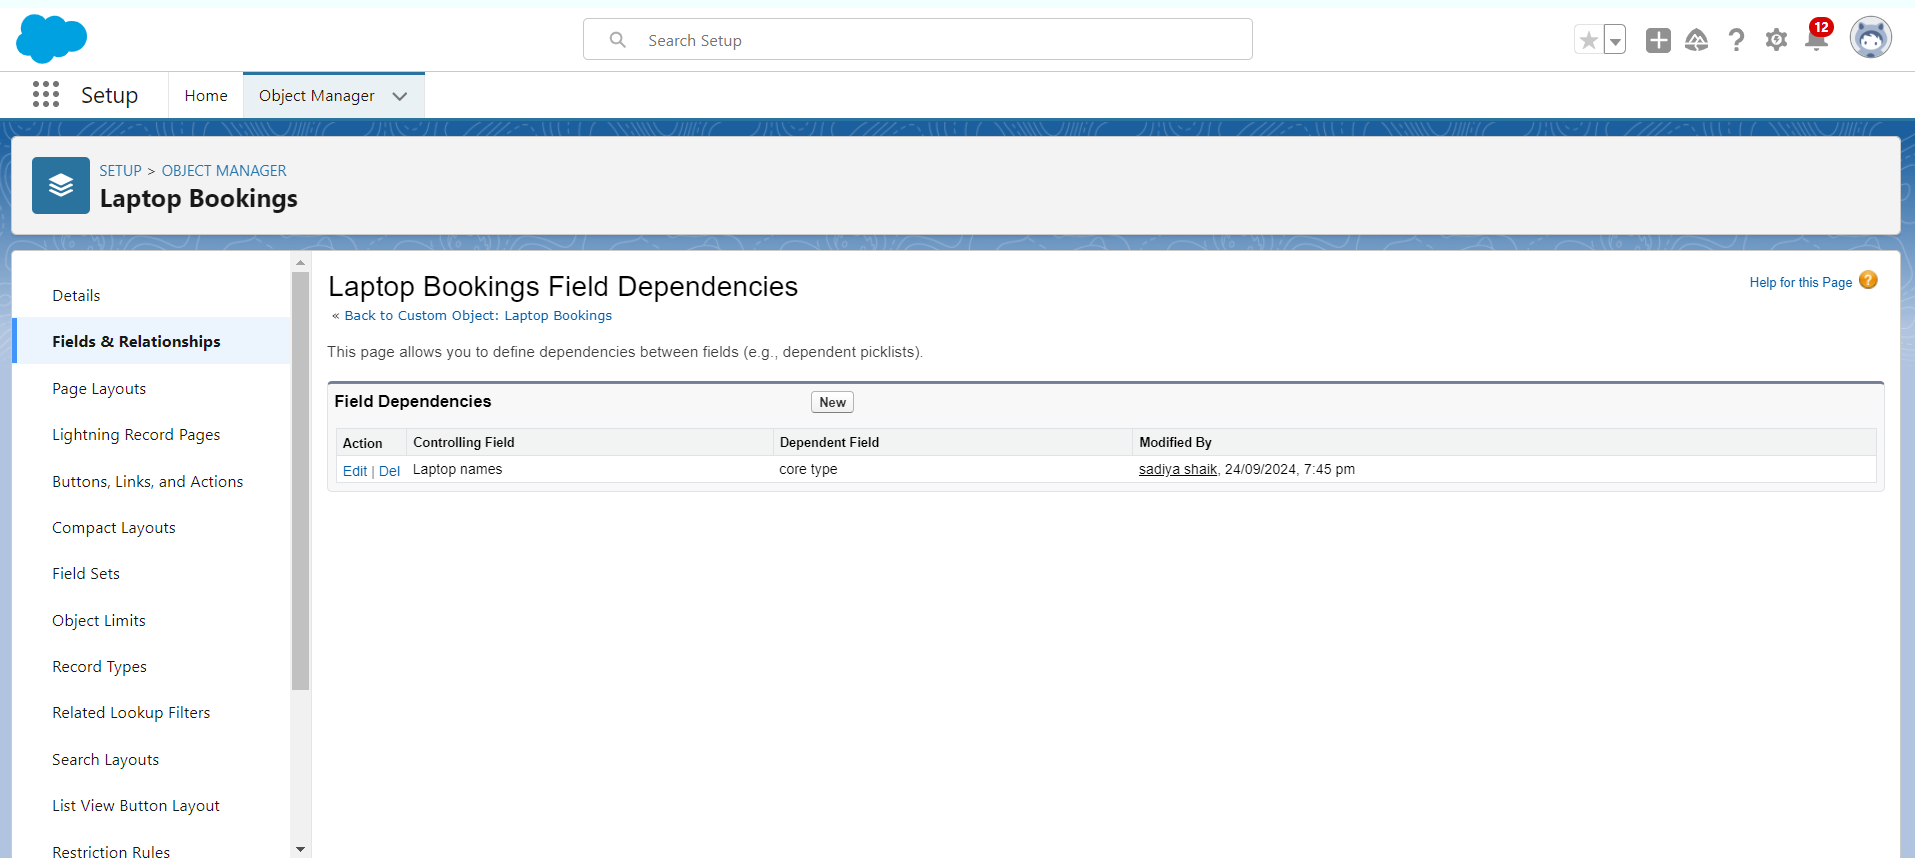 Search Setup
12
Setup
Home
Object Manager
SETUP > OBJECT MANAGER
Laptop Bookings
Details
Fields & Relationships
Page Layouts
Lightning Record Pages
Buttons, Links, and Actions
Compact Layouts
Field Sets
Object Limits
Record Types
Related Lookup Filters
Search Layouts
List View Button Layout
Restriction Rules
Laptop Bookings Field Dependencies
Help for this Page ?
« Back to Custom Object: Laptop Bookings
This page allows you to define dependencies between fields (e.g., dependent picklists).
Field Dependencies
New
Action Controlling Field Dependent Field Modified By
Edit | Del Laptop names core type sadiya shaik, 24/09/2024, 7:45 pm